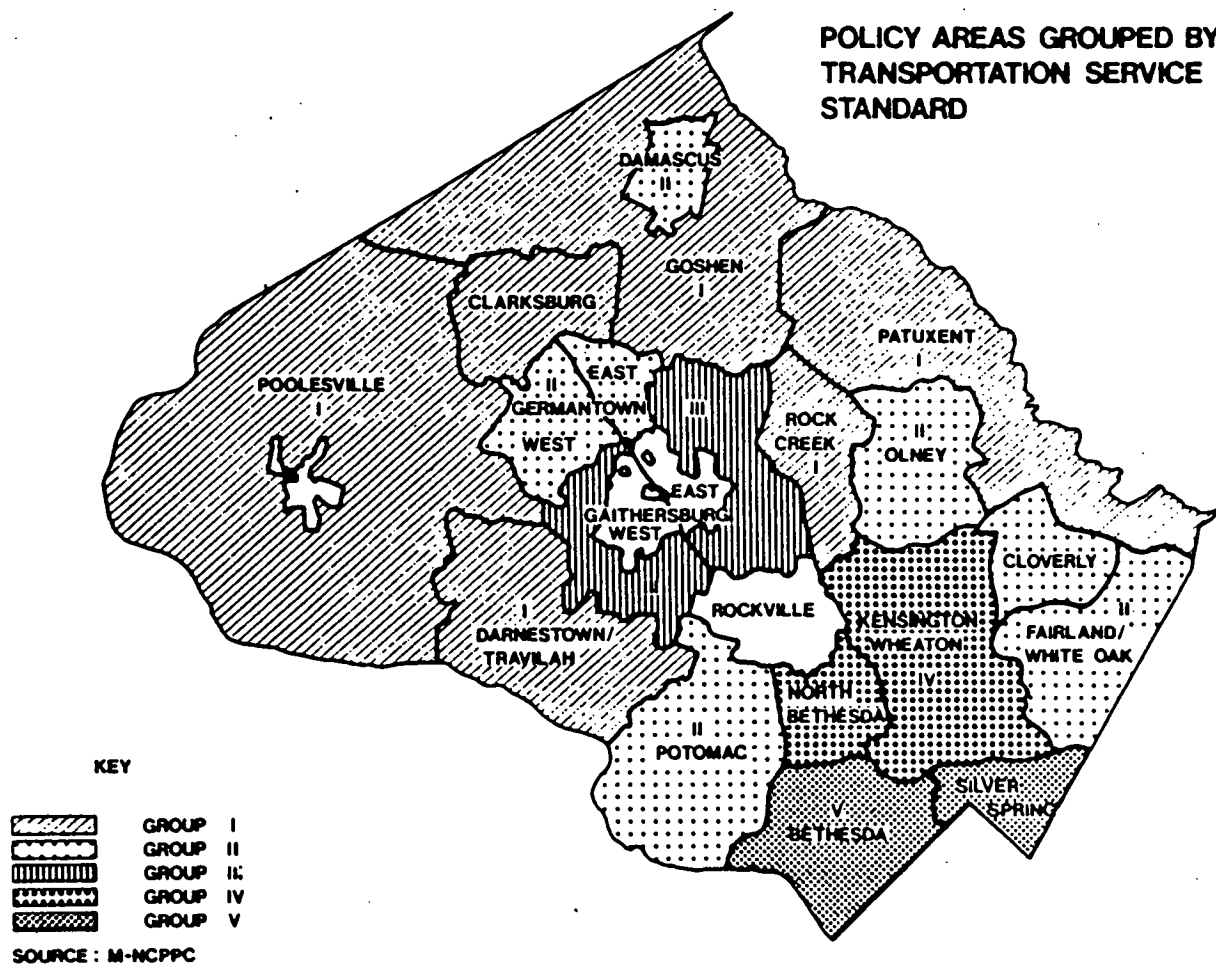 POLICY AREAS GROUPED BY
TRANSPORTATION SERVICE
STANDARD
DAMASCUS
II
GOSHEN
I
CLARKSBURG
PATUXENT
I
POOLESVILLE
I
II
EAST
GERMANTOWN
WEST
III
ROCK
CREEK
I
II
OLNEY
EAST
GAITHERSBURG
WEST
CLOVERLY
II
FAIRLAND/
WHITE OAK
ROCKVILLE
KENSINGTON
WHEATON
IV
I
DARNESTOWN/
TRAVILAH
NORTH
BETHESDA
II
POTOMAC
SILVER
SPRING
V
BETHESDA
KEY
GROUP I
GROUP II
GROUP III
GROUP IV
GROUP V
SOURCE : M-NCPPC